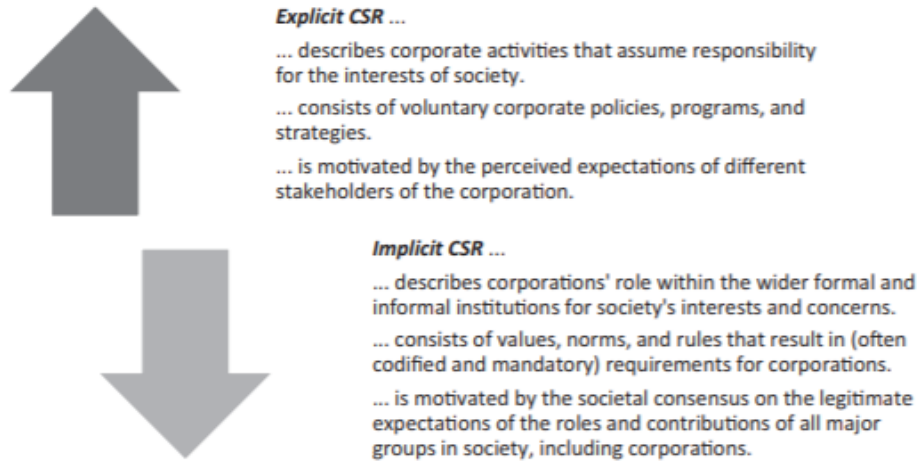 Explicit CSR ...
... describes corporate activities that assume responsibility
for the interests of society.
... consists of voluntary corporate policies, programs, and
strategies.
... is motivated by the perceived expectations of different
stakeholders of the corporation.
Implicit CSR ...
... describes corporations' role within the wider formal and
informal institutions for society's interests and concerns.
... consists of values, norms, and rules that result in (often
codified and mandatory) requirements for corporations.
... is motivated by the societal consensus on the legitimate
expectations of the roles and contributions of all major
groups in society, including corporations.